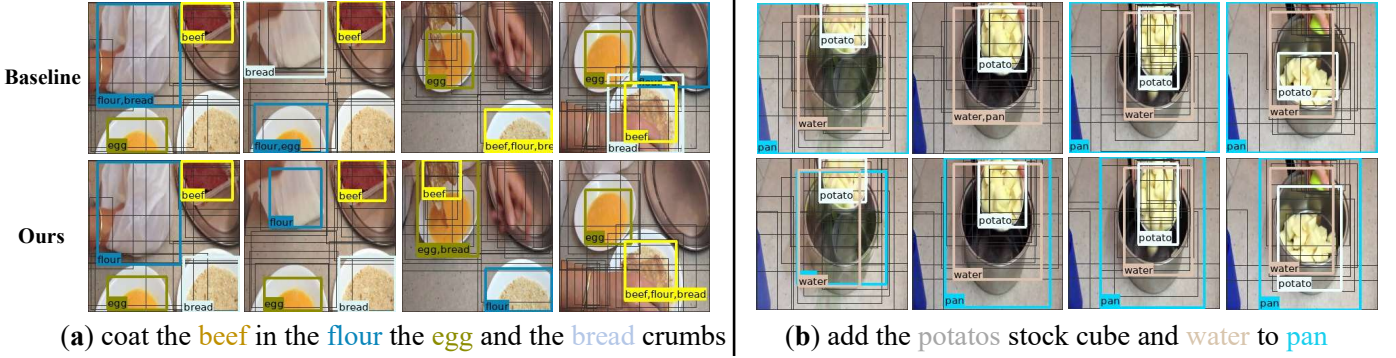 Baseline
beef
flour,bread
egg
bread
beef
flour,egg
egg
beef,flour,bre
egg
beef
bread
potato
water
pan
potato
water,pan
potato
water
potato
water
pan
Ours
beef
flour
egg
bread
beef
flour
egg
bread
beef
egg,bread
flour
egg
beef,flour,bread
potato
water
potato
water
pan
potato
water
pan
water
potato
pan
(a) coat the beef in the flour the egg and the bread crumbs
(b) add the potatos stock cube and water to pan